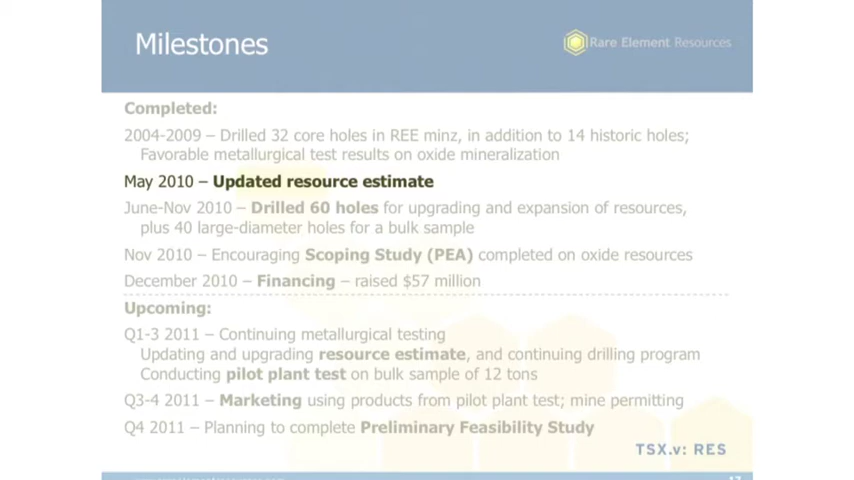 Milestones
Rare Element Resources
Completed:
2004-2009 – Drilled 32 core holes in REE minz, in addition to 14 historic holes;
Favorable metallurgical test results on oxide mineralization
May 2010 – Updated resource estimate
June-Nov 2010 – Drilled 60 holes for upgrading and expansion of resources,
plus 40 large-diameter holes for a bulk sample
Nov 2010 – Encouraging Scoping Study (PEA) completed on oxide resources
December 2010 – Financing – raised $57 million
Upcoming:
Q1-3 2011 – Continuing metallurgical testing
Updating and upgrading resource estimate, and continuing drilling program
Conducting pilot plant test on bulk sample of 12 tons
Q3-4 2011 – Marketing using products from pilot plant test; mine permitting
Q4 2011 – Planning to complete Preliminary Feasibility Study
TSX.v: RES